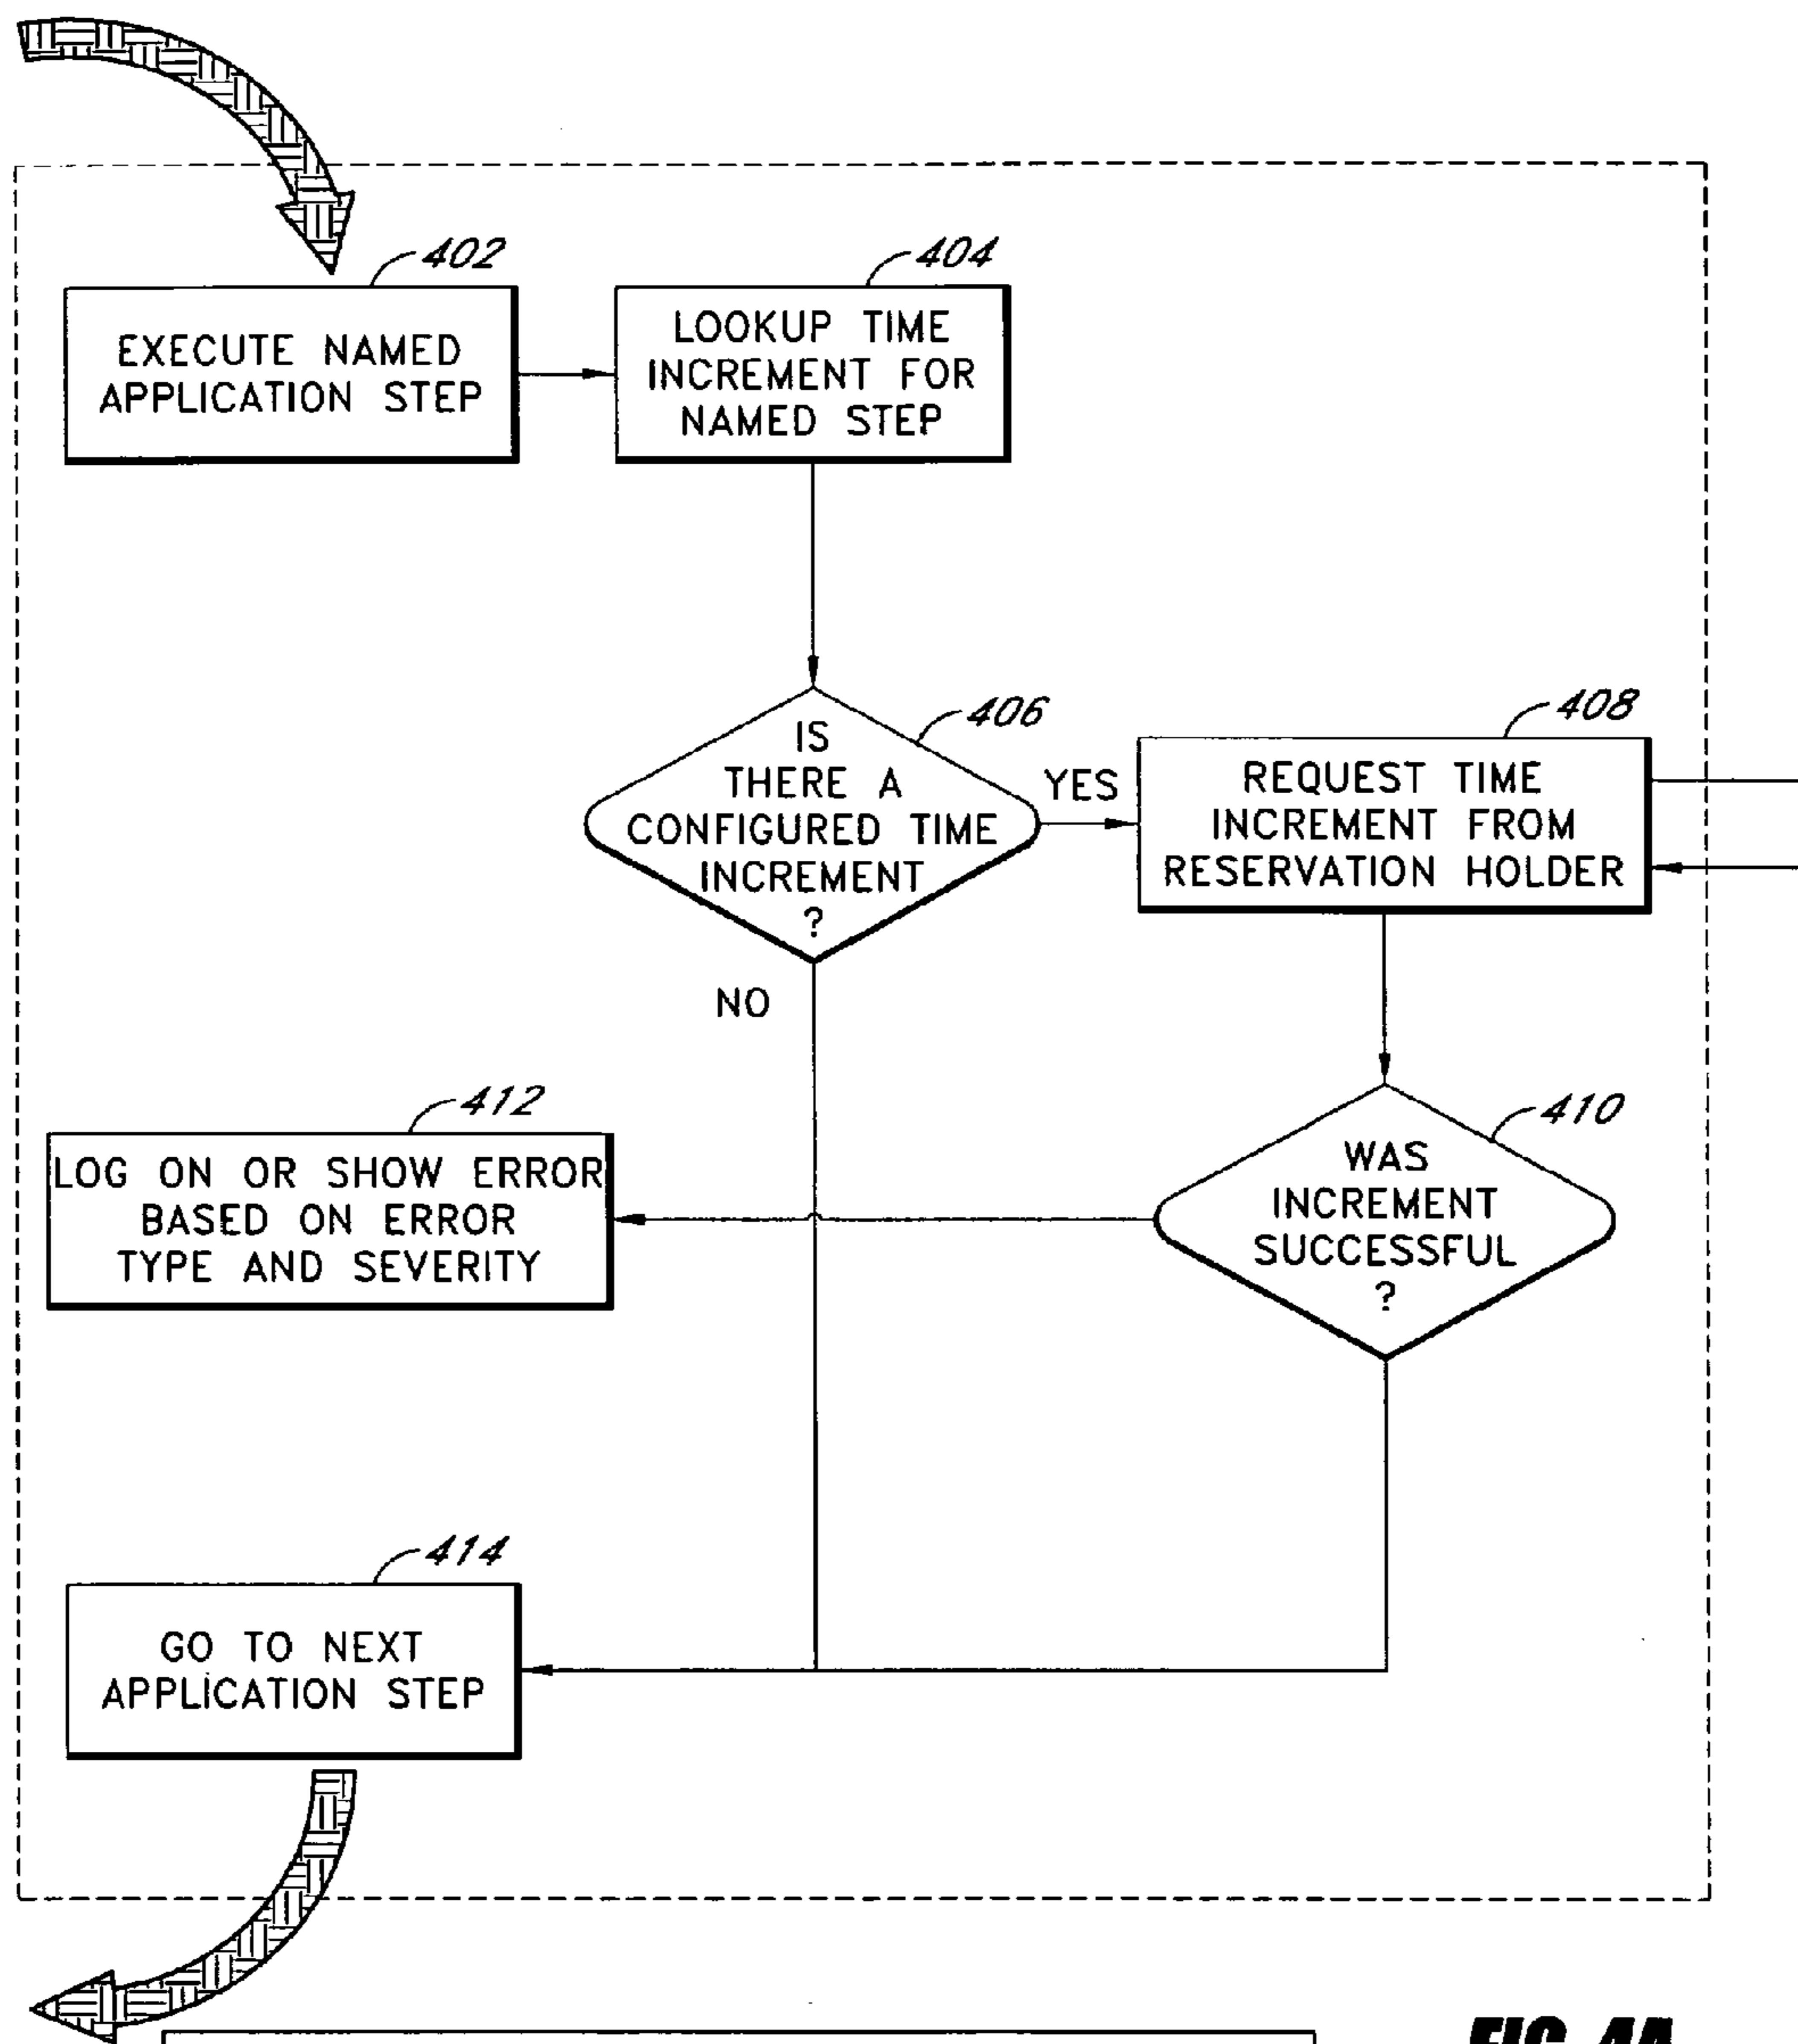 402
EXECUTE NAMED
APPLICATION STEP
404
LOOKUP TIME
INCREMENT FOR
NAMED STEP
406
IS
THERE A
CONFIGURED TIME
INCREMENT
?
YES
NO
408
REQUEST TIME
INCREMENT FROM
RESERVATION HOLDER
410
WAS
INCREMENT
SUCCESSFUL
?
412
LOG ON OR SHOW ERROR
BASED ON ERROR
TYPE AND SEVERITY
414
GO TO NEXT
APPLICATION STEP
FIG. 4A